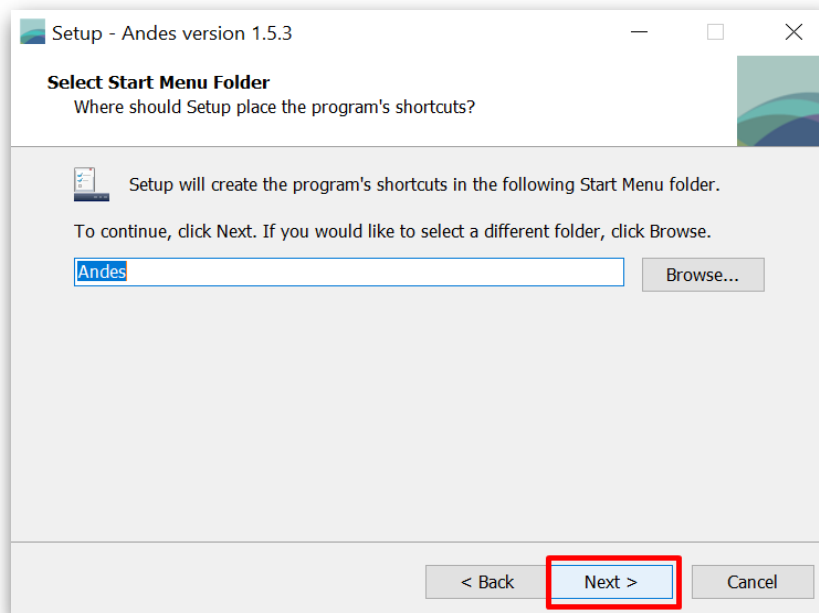 Setup - Andes version 1.5.3
Select Start Menu Folder
Where should Setup place the program's shortcuts?
Setup will create the program's shortcuts in the following Start Menu folder.
To continue, click Next. If you would like to select a different folder, click Browse.
Andes
Browse...
< Back
Next >
Cancel